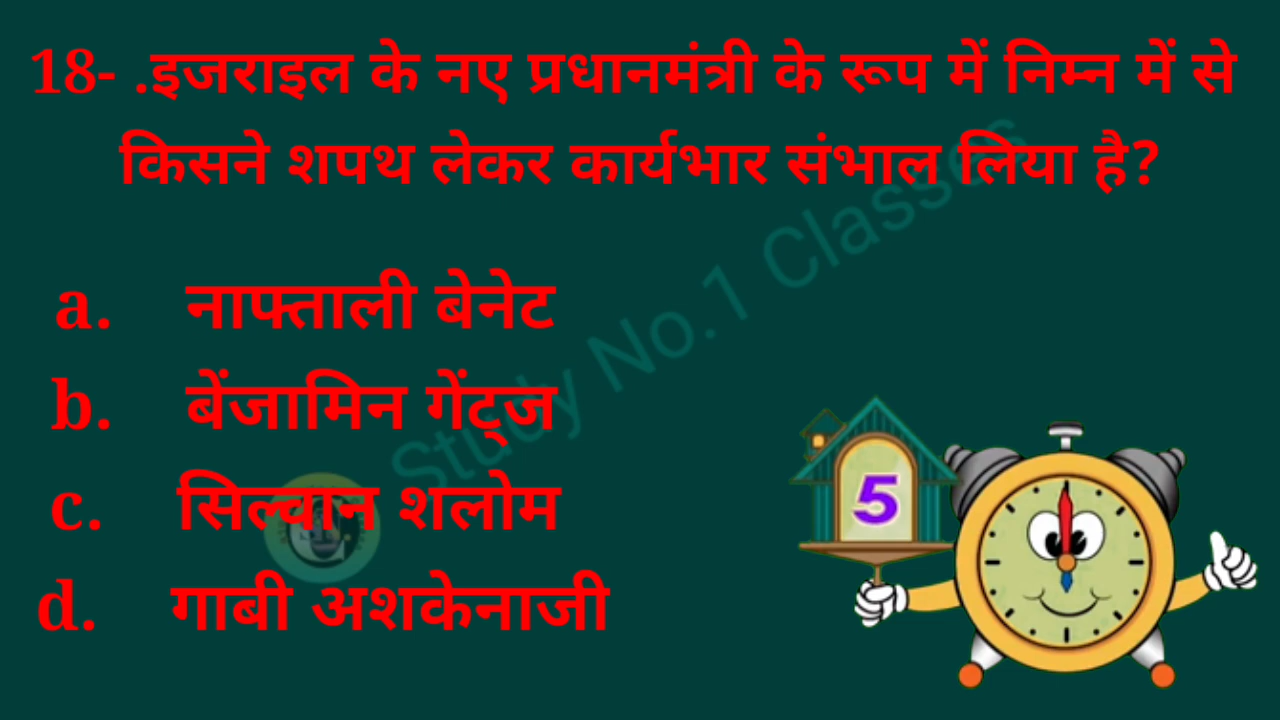 18- .इजराइल के नए प्रधानमंत्री के रूप में निम्न में से
किसने शपथ लेकर कार्यभार संभाल लिया है?
a. नाफ्ताली बेनेट
b. बेंजामिन गेंट्ज
c. सिल्वान शलोम
d. गाबी अशकेनाजी
5
Study No.1 Classes